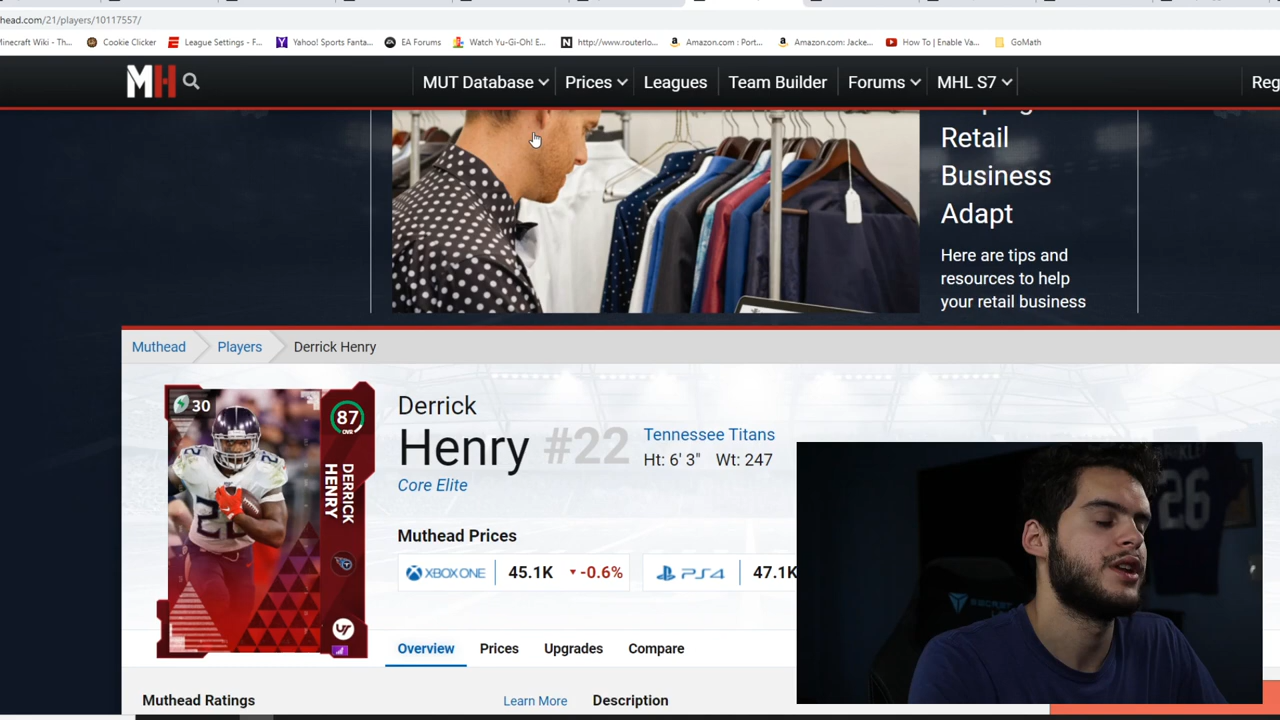 head.com/21/players/10117557/
Minecraft Wiki - Th... Cookie Clicker League Settings - F... Yahoo! Sports Fanta... EA Forums Watch Yu-Gi-Oh! E... http://www.routerlo... Amazon.com : Port... Amazon.com: Jacke... How To | Enable Va... GoMath
MH MUT Database Prices Leagues Team Builder Forums MHL S7 Reg
Retail
Business
Adapt
Here are tips and
resources to help
your retail business
Muthead Players Derrick Henry
30
87
OVR
DERRICK
HENRY
Derrick
Henry #22
Tennessee Titans
Ht: 6' 3" Wt: 247
Core Elite
Muthead Prices
XBOX ONE 45.1K -0.6% PS4 47.1K
Overview Prices Upgrades Compare
Muthead Ratings Learn More Description
26